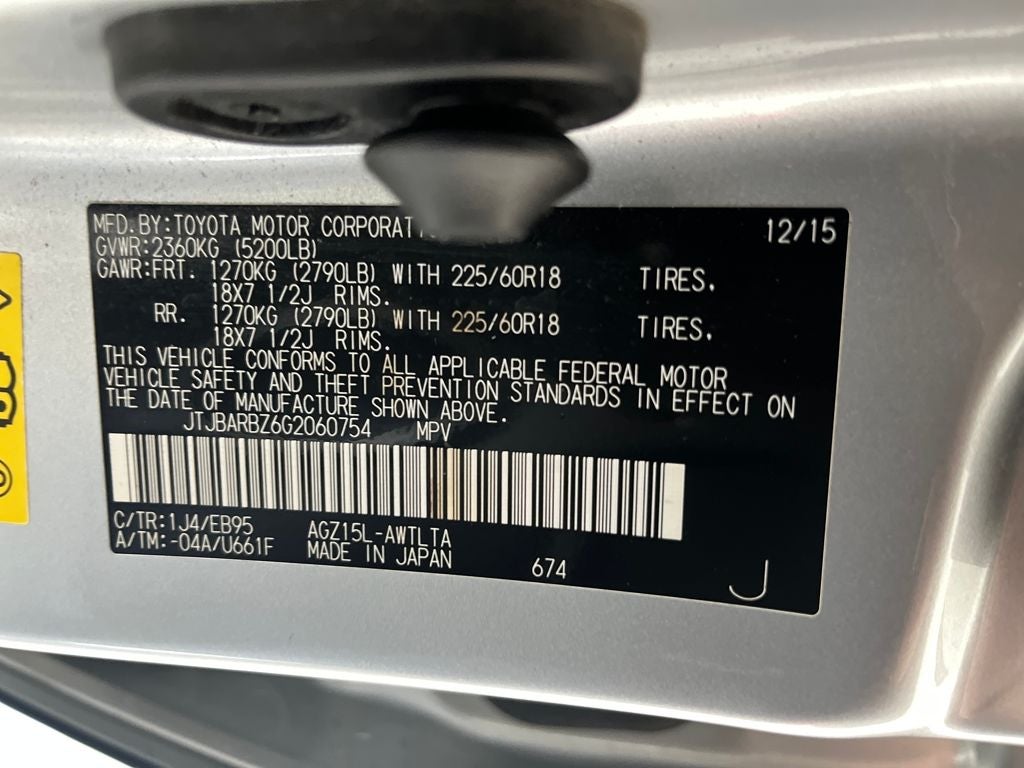 MFD. BY: TOYOTA MOTOR CORPORATI 12/15
GVWR: 2360KG (5200LB)
GAWR: FRT. 1270KG (2790LB) WITH 225/60R18 TIRES.
18X7 1/2J RIMS.
RR. 1270KG (2790LB) WITH 225/60R18 TIRES.
18X7 1/2J RIMS.
THIS VEHICLE CONFORMS TO ALL APPLICABLE FEDERAL MOTOR
VEHICLE SAFETY AND THEFT PREVENTION STANDARDS IN EFFECT ON
THE DATE OF MANUFACTURE SHOWN ABOVE.
JTJBARBZ6G2060754 MPV
C/TR: 1J4/EB95 AGZ15L-AWTLTA
A/TM: -04A/U661F MADE IN JAPAN 674 J